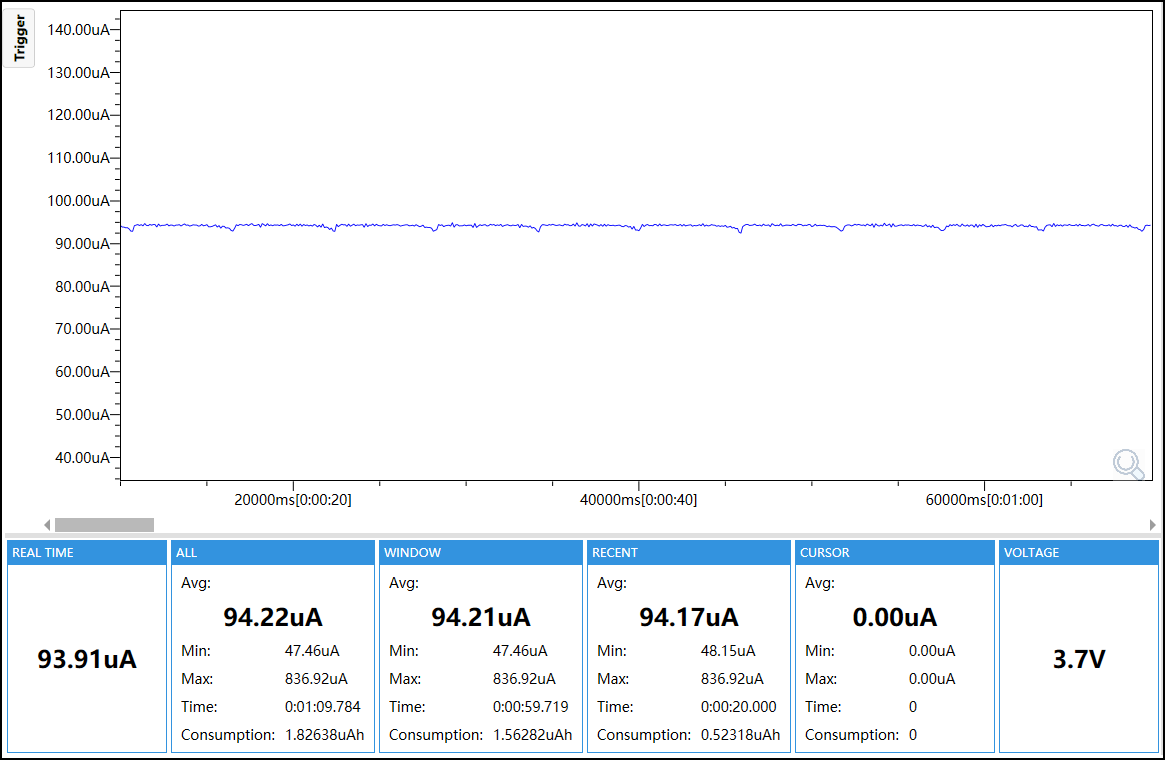 Trigger
140.00uA
130.00uA
120.00uA
110.00uA
100.00uA
90.00uA
80.00uA
70.00uA
60.00uA
50.00uA
40.00uA
20000ms[0:00:20] 40000ms[0:00:40] 60000ms[0:01:00]
REAL TIME
93.91uA
ALL
Avg:
94.22uA
Min: 47.46uA
Max: 836.92uA
Time: 0:01:09.784
Consumption: 1.82638uAh
WINDOW
Avg:
94.21uA
Min: 47.46uA
Max: 836.92uA
Time: 0:00:59.719
Consumption: 1.56282uAh
RECENT
Avg:
94.17uA
Min: 48.15uA
Max: 836.92uA
Time: 0:00:20.000
Consumption: 0.52318uAh
CURSOR
Avg:
0.00uA
Min: 0.00uA
Max: 0.00uA
Time: 0
Consumption: 0
VOLTAGE
3.7V